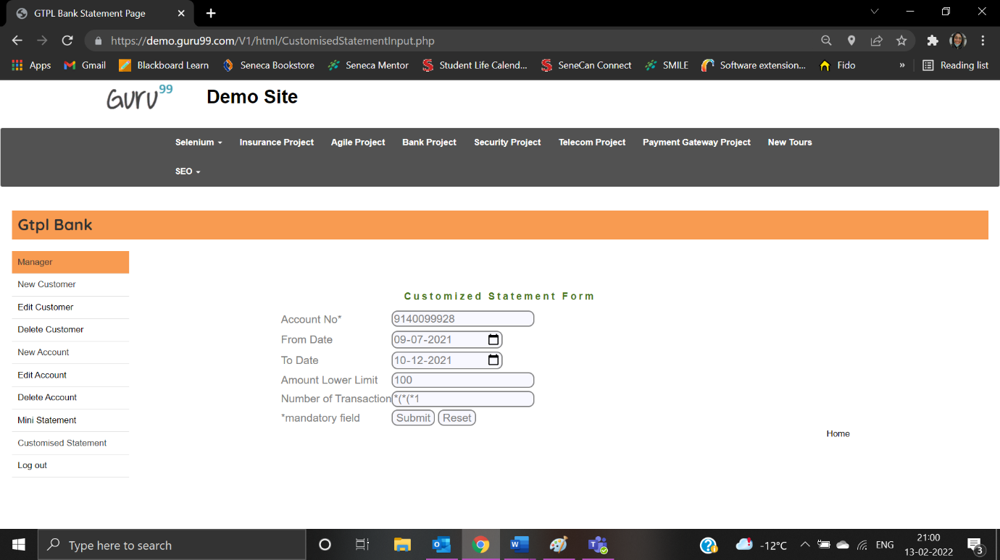 GTPL Bank Statement Page
https://demo.guru99.com/V1/html/CustomisedStatementInput.php
Apps Gmail Blackboard Learn Seneca Bookstore Seneca Mentor Student Life Calend... SeneCan Connect SMILE Software extension... Fido » Reading list
Guru99 Demo Site
Selenium Insurance Project Agile Project Bank Project Security Project Telecom Project Payment Gateway Project New Tours
SEO
Gtpl Bank
Manager
New Customer
Edit Customer
Delete Customer
New Account
Edit Account
Delete Account
Mini Statement
Customised Statement
Log out
Customized Statement Form
Account No* 9140099928
From Date 09-07-2021
To Date 10-12-2021
Amount Lower Limit 100
Number of Transaction *(*(*1
*mandatory field Submit Reset
Home
Type here to search
-12°C ENG 21:00
13-02-2022 3